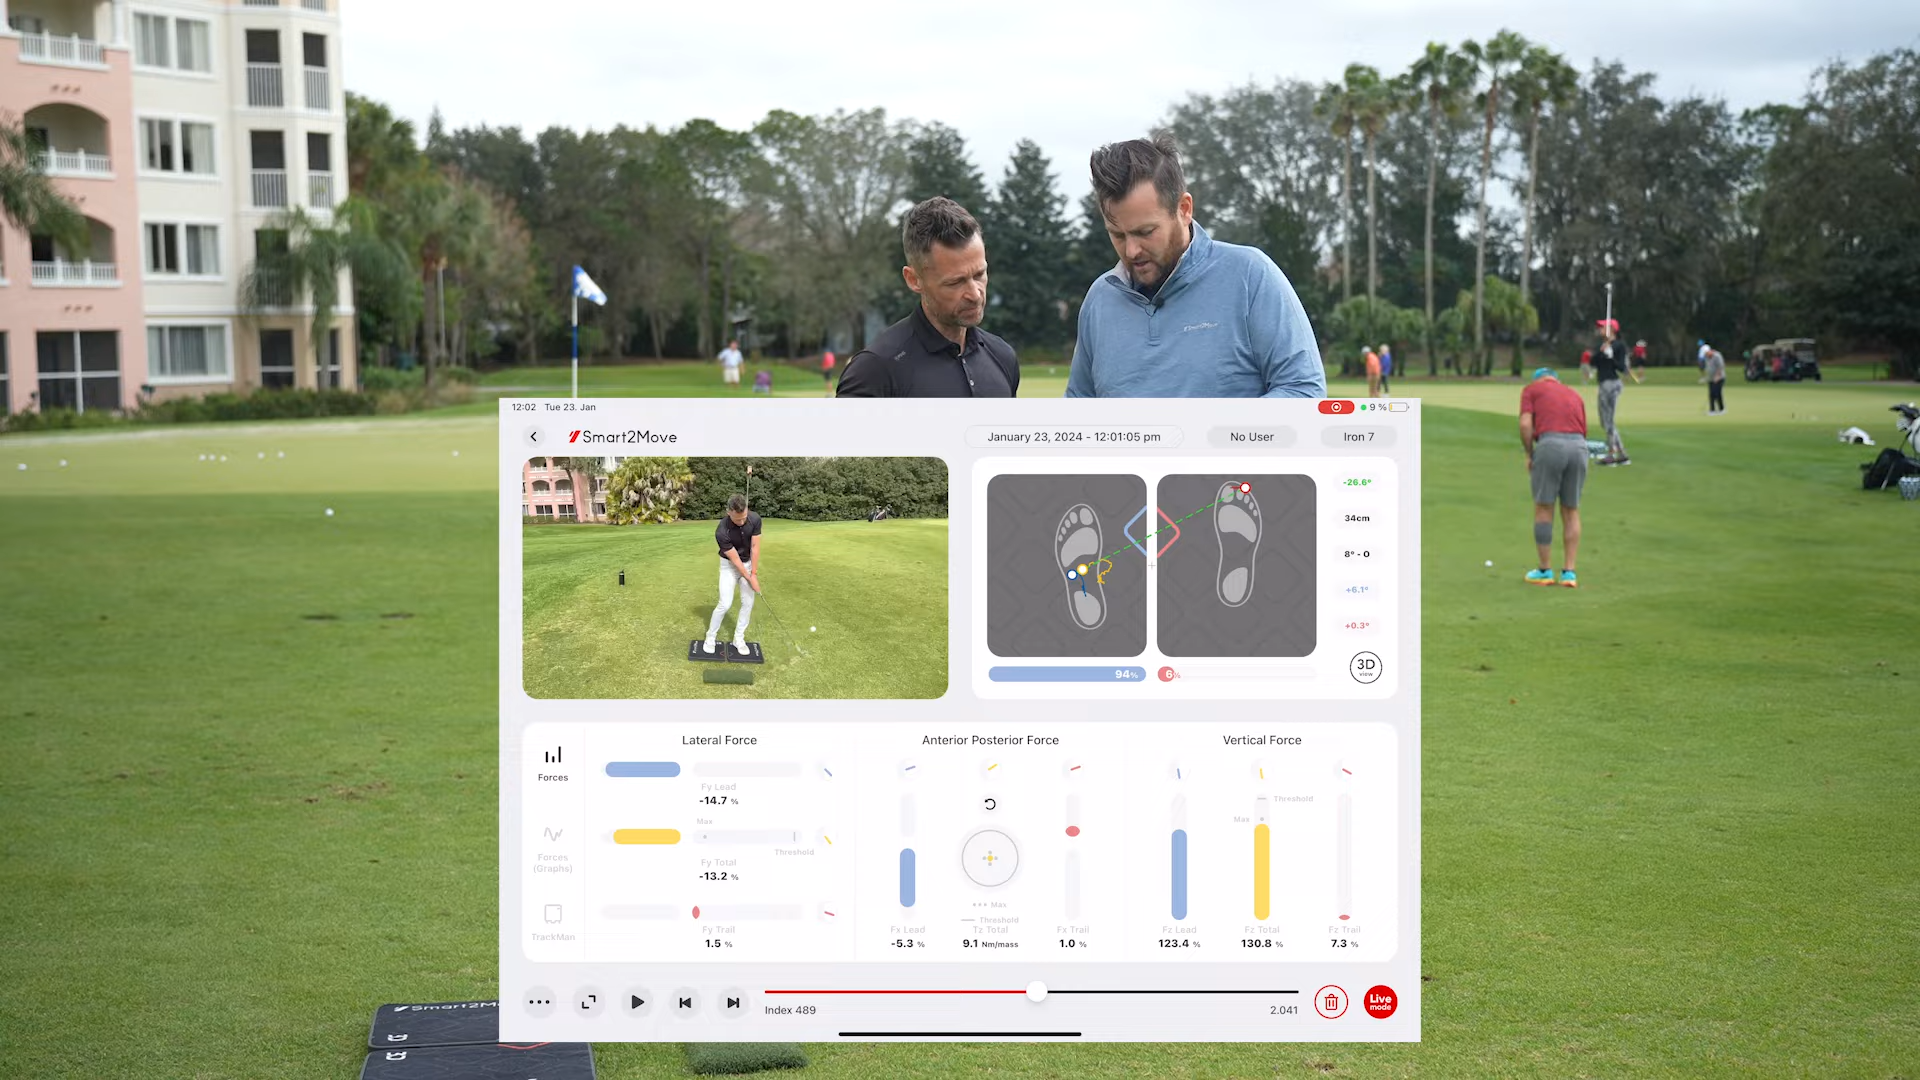 12:02 Tue 23. Jan
9 %
Smart2Move
January 23, 2024 - 12:01:05 pm
No User
Iron 7
-26.6°
34cm
8° - O
+6.1°
+0.3°
3D
view
94%
6%
Forces
Forces
(Graphs)
TrackMan
Lateral Force
Fy Lead
-14.7 %
Max
Threshold
Fy Total
-13.2 %
Fy Trail
1.5 %
Anterior Posterior Force
Max
Threshold
Fx Lead
-5.3 %
Tz Total
9.1 Nm/mass
Fx Trail
1.0 %
Vertical Force
Threshold
Max
Fz Lead
123.4 %
Fz Total
130.8 %
Fz Trail
7.3 %
Index 489
2.041
Live
mode
Smart2M